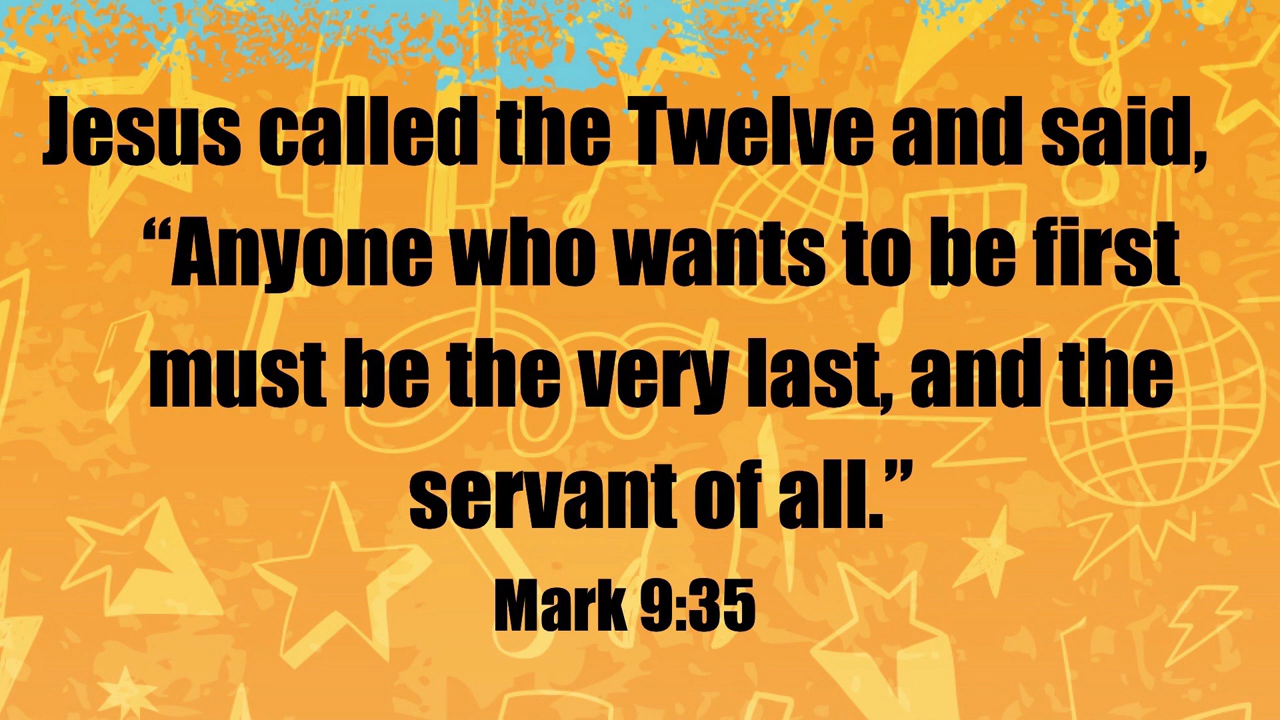 Jesus called the Twelve and said,
“Anyone who wants to be first
must be the very last, and the
servant of all.”
Mark 9:35